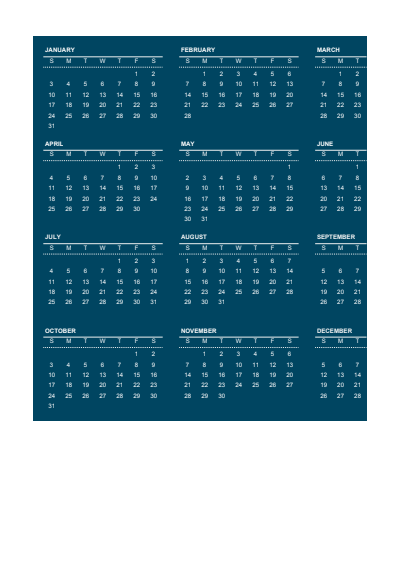 JANUARY FEBRUARY MARCH
S M T W T F S S M T W T F S S M T
1 2 1 2 3 4 5 6 1 2
3 4 5 6 7 8 9 7 8 9 10 11 12 13 7 8 9
10 11 12 13 14 15 16 14 15 16 17 18 19 20 14 15 16
17 18 19 20 21 22 23 21 22 23 24 25 26 27 21 22 23
24 25 26 27 28 29 30 28 28 29 30
31
APRIL MAY JUNE
S M T W T F S S M T W T F S S M T
1 2 3 1 1
4 5 6 7 8 9 10 2 3 4 5 6 7 8 6 7 8
11 12 13 14 15 16 17 9 10 11 12 13 14 15 13 14 15
18 19 20 21 22 23 24 16 17 18 19 20 21 22 20 21 22
25 26 27 28 29 30 23 24 25 26 27 28 29 27 28 29
30 31
JULY AUGUST SEPTEMBER
S M T W T F S S M T W T F S S M T
1 2 3 1 2 3 4 5 6 7
4 5 6 7 8 9 10 8 9 10 11 12 13 14 5 6 7
11 12 13 14 15 16 17 15 16 17 18 19 20 21 12 13 14
18 19 20 21 22 23 24 22 23 24 25 26 27 28 19 20 21
25 26 27 28 29 30 31 29 30 31 26 27 28
OCTOBER NOVEMBER DECEMBER
S M T W T F S S M T W T F S S M T
1 2 1 2 3 4 5 6
3 4 5 6 7 8 9 7 8 9 10 11 12 13 5 6 7
10 11 12 13 14 15 16 14 15 16 17 18 19 20 12 13 14
17 18 19 20 21 22 23 21 22 23 24 25 26 27 19 20 21
24 25 26 27 28 29 30 28 29 30 26 27 28
31